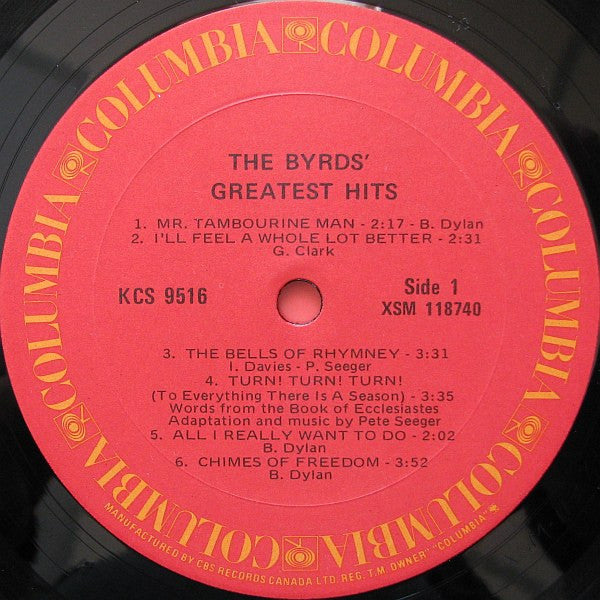 COLUMBIA COLUMBIA COLUMBIA COLUMBIA COLUMBIA COLUMBIA
THE BYRDS'
GREATEST HITS
1. MR. TAMBOURINE MAN - 2:17 - B. Dylan
2. I'LL FEEL A WHOLE LOT BETTER - 2:31
G. Clark
KCS 9516
Side 1
XSM 118740
3. THE BELLS OF RHYMNEY - 3:31
I. Davies - P. Seeger
4. TURN! TURN! TURN!
(To Everything There Is A Season) - 3:35
Words from the Book of Ecclesiastes
Adaptation and music by Pete Seeger
5. ALL I REALLY WANT TO DO - 2:02
B. Dylan
6. CHIMES OF FREEDOM - 3:52
B. Dylan
MANUFACTURED BY CBS RECORDS CANADA LTD. REG. T.M. OWNER "COLUMBIA"*